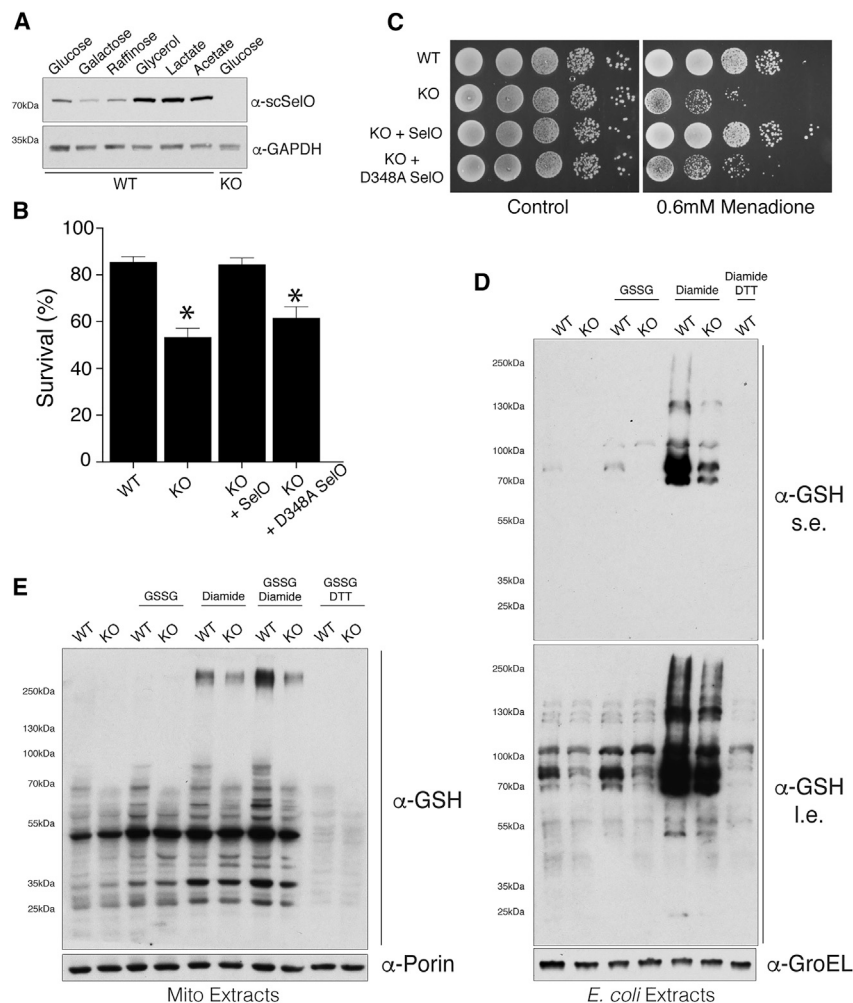 A
Glucose
Galactose
Raffinose
Glycerol
Lactate
Acetate
Glucose
70kDa
α-scSelO
35kDa
α-GAPDH
WT
KO
B
Survival (%)
100
80
60
40
20
0
*
*
WT
KO
KO
+ SelO
KO
+ D348A SelO
C
WT
KO
KO + SelO
KO +
D348A SelO
Control
0.6mM Menadione
D
GSSG
Diamide
Diamide
DTT
WT
KO
WT
KO
WT
KO
WT
250kDa
130kDa
100kDa
70kDa
55kDa
35kDa
25kDa
α-GSH
s.e.
250kDa
130kDa
100kDa
70kDa
55kDa
35kDa
25kDa
α-GSH
l.e.
α-GroEL
E. coli Extracts
E
GSSG
Diamide
GSSG
Diamide
GSSG
DTT
WT
KO
WT
KO
WT
KO
WT
KO
WT
KO
250kDa
130kDa
100kDa
70kDa
55kDa
35kDa
25kDa
α-GSH
α-Porin
Mito Extracts